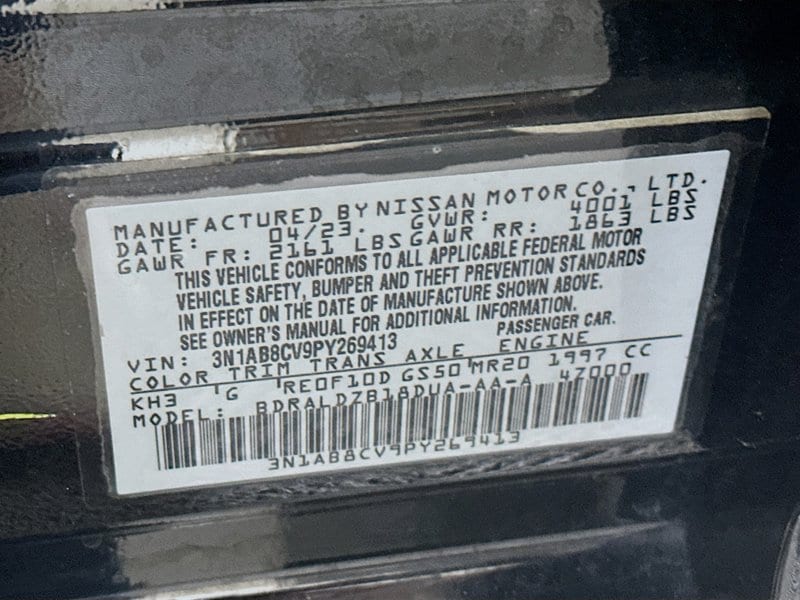 MANUFACTURED BY NISSAN MOTOR CO., LTD.
DATE: 04/23. GVWR: 4001 LBS
GAWR FR: 2161 LBS GAWR RR: 1863 LBS
THIS VEHICLE CONFORMS TO ALL APPLICABLE FEDERAL MOTOR
VEHICLE SAFETY, BUMPER AND THEFT PREVENTION STANDARDS
IN EFFECT ON THE DATE OF MANUFACTURE SHOWN ABOVE.
SEE OWNER'S MANUAL FOR ADDITIONAL INFORMATION.
VIN: 3N1AB8CV9PY269413 PASSENGER CAR.
COLOR TRIM TRANS AXLE ENGINE
KH3 G RE0F10D GS50 MR20 1997 CC
MODEL: BDRALDZB18DUA-AA-A 4Z000
3N1AB8CV9PY269413